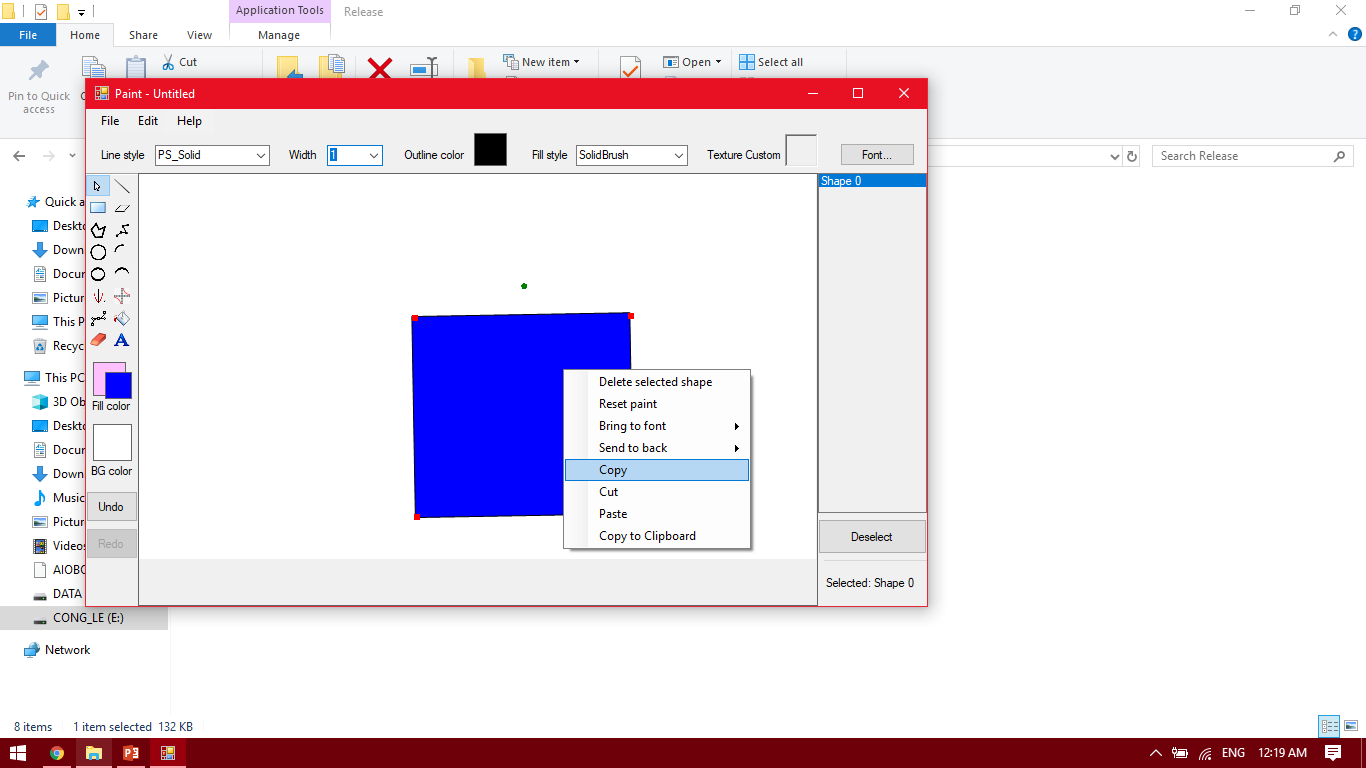 Application Tools
Release
File
Home
Share
View
Manage
Pin to Quick
access
Cut
New item
Open
Select all
Paint - Untitled
File
Edit
Help
Line style
PS_Solid
Width
1
Outline color
Fill style
SolidBrush
Texture Custom
Font...
Search Release
Shape 0
Quick a
Deskto
Down
Docur
Pictur
This P
Recyc
This PC
3D Ob
Deskto
Docur
Down
Music
Pictur
Videos
AIOBO
DATA
CONG_LE (E:)
Network
Fill color
BG color
Undo
Redo
Delete selected shape
Reset paint
Bring to font
Send to back
Copy
Cut
Paste
Copy to Clipboard
Deselect
Selected: Shape 0
8 items
1 item selected 132 KB
ENG
12:19 AM